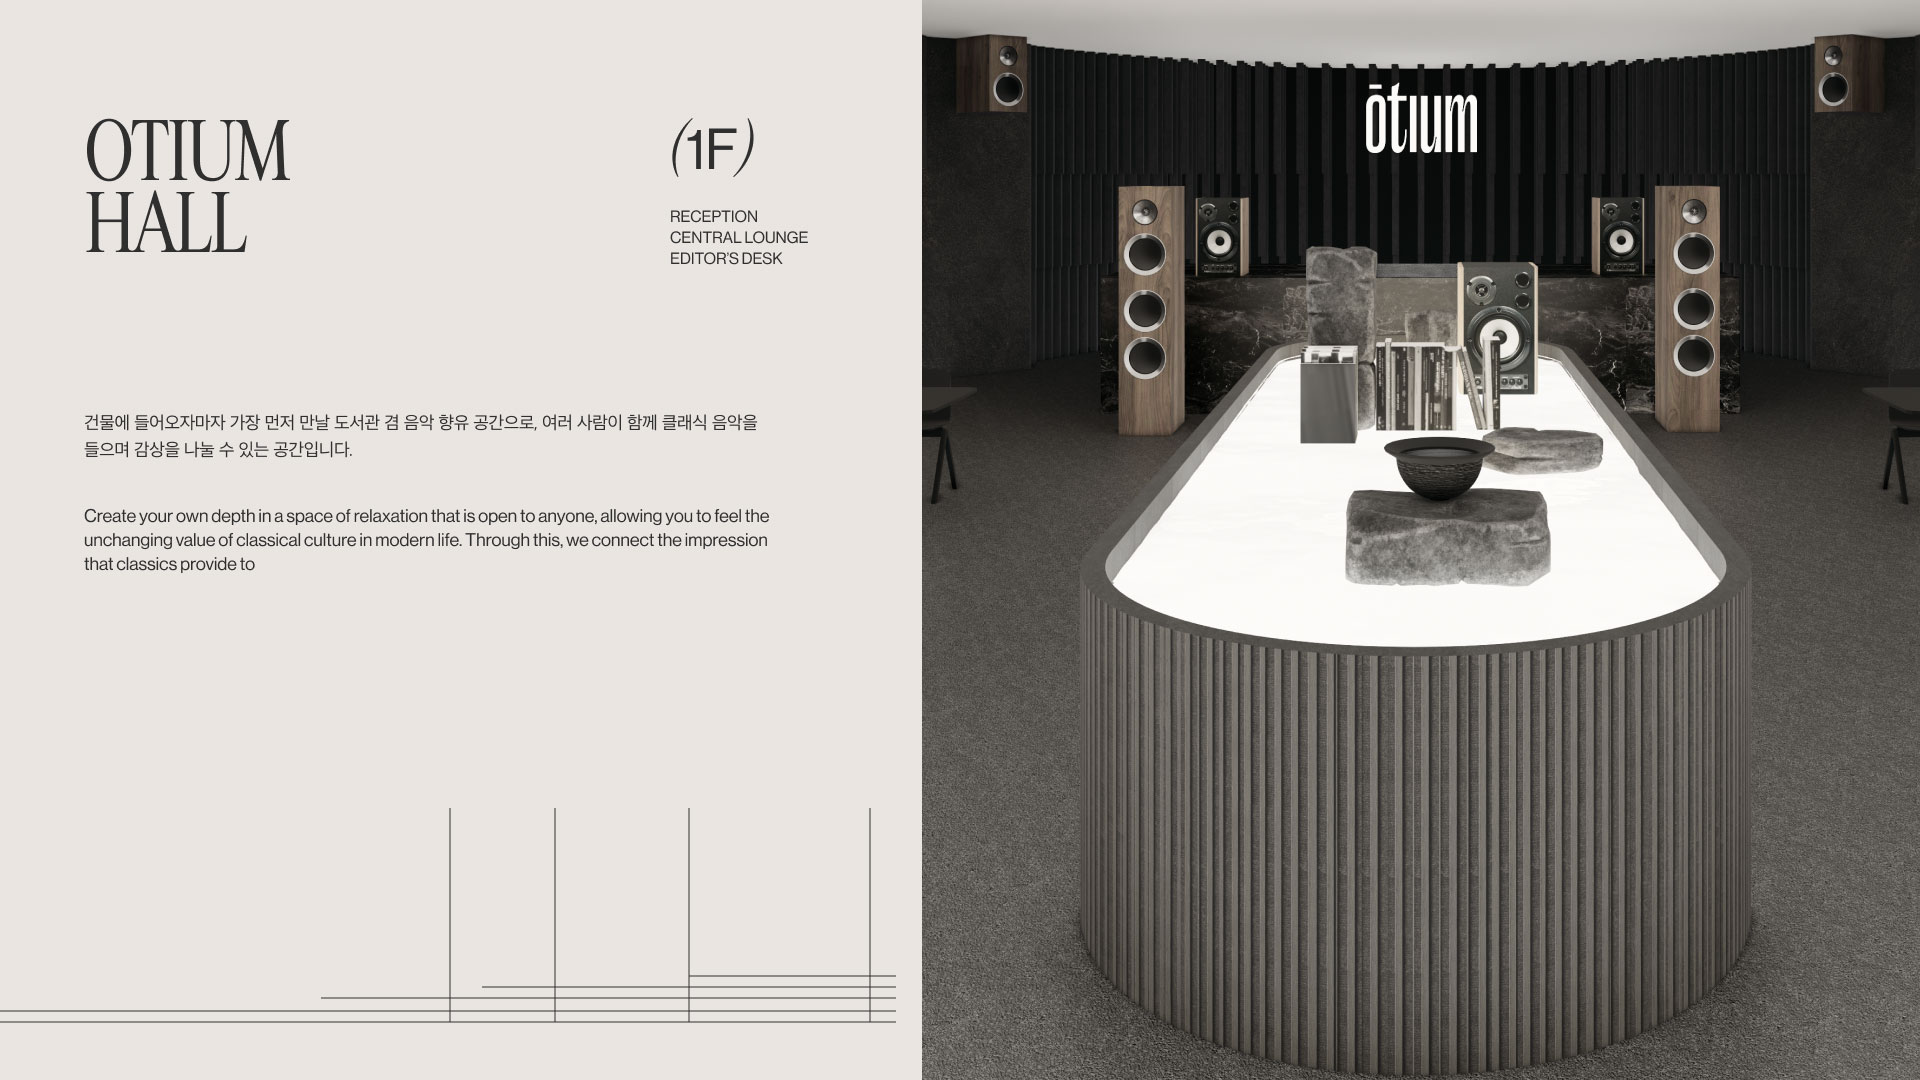 OTIUM
HALL
(1F)
RECEPTION
CENTRAL LOUNGE
EDITOR'S DESK
건물에 들어오자마자 가장 먼저 만날 도서관 겸 음악 향유 공간으로, 여러 사람이 함께 클래식 음악을
들으며 감상을 나눌 수 있는 공간입니다.
Create your own depth in a space of relaxation that is open to anyone, allowing you to feel the
unchanging value of classical culture in modern life. Through this, we connect the impression
that classics provide to
ōtium